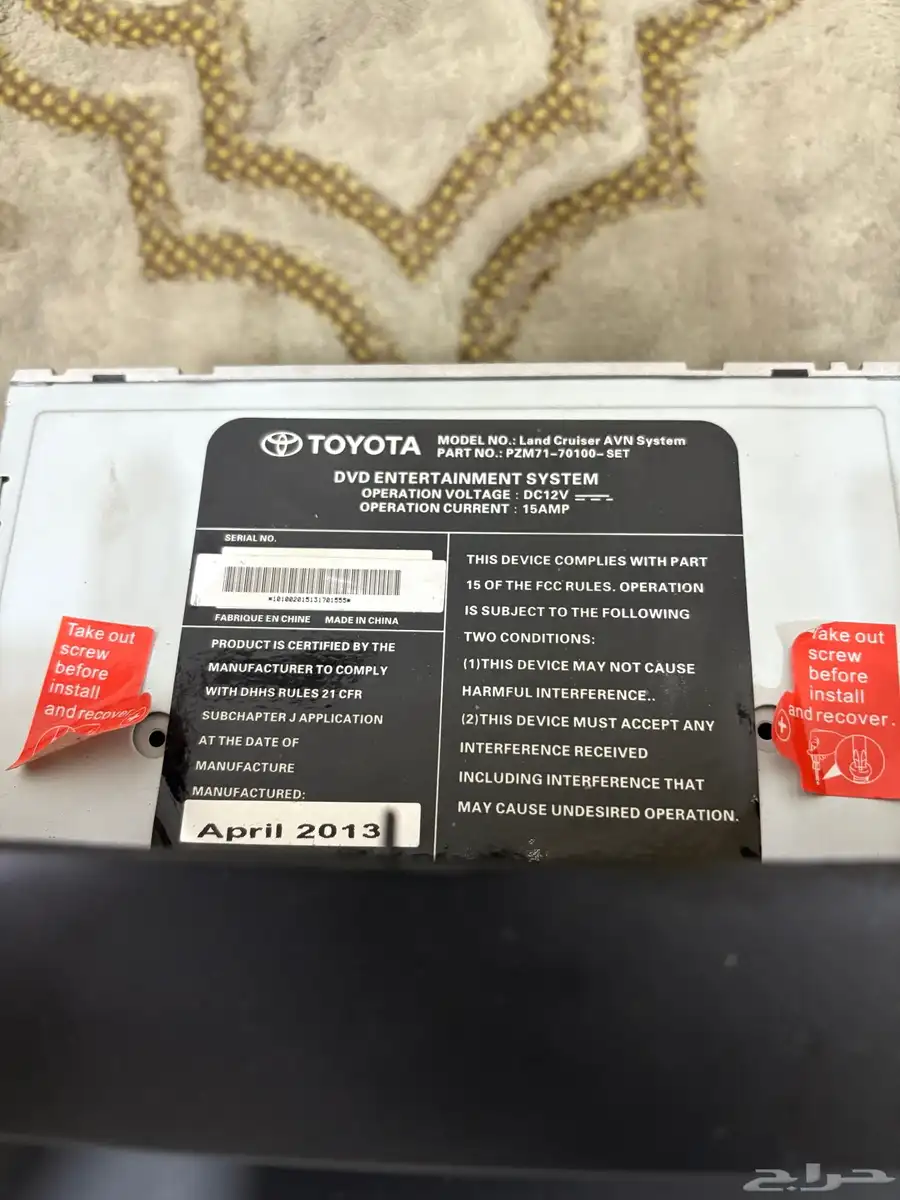 TOYOTA
MODEL NO.: Land Cruiser AVN System
PART NO.: PZM71-70100-SET
DVD ENTERTAINMENT SYSTEM
OPERATION VOLTAGE : DC12V
OPERATION CURRENT : 15AMP
SERIAL NO.
*101002015131701555*
FABRIQUE EN CHINE MADE IN CHINA
PRODUCT IS CERTIFIED BY THE
MANUFACTURER TO COMPLY
WITH DHHS RULES 21 CFR
SUBCHAPTER J APPLICATION
AT THE DATE OF
MANUFACTURE
MANUFACTURED:
April 2013
THIS DEVICE COMPLIES WITH PART
15 OF THE FCC RULES. OPERATION
IS SUBJECT TO THE FOLLOWING
TWO CONDITIONS:
(1)THIS DEVICE MAY NOT CAUSE
HARMFUL INTERFERENCE..
(2)THIS DEVICE MUST ACCEPT ANY
INTERFERENCE RECEIVED
INCLUDING INTERFERENCE THAT
MAY CAUSE UNDESIRED OPERATION.
Take out
screw
before
install
and recover
Take out
screw
before
install
and recover.
حراج